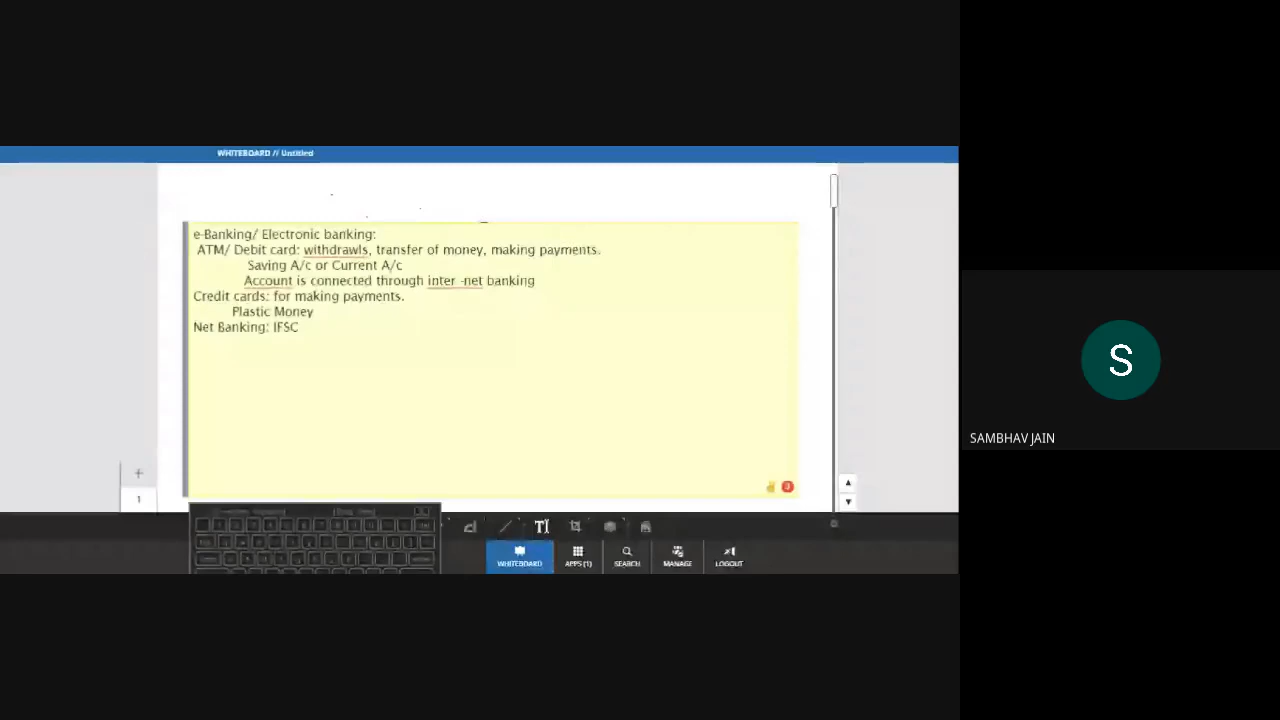 WHITEBOARD // Untitled
e-Banking/ Electronic banking:
ATM/ Debit card: withdrawls, transfer of money, making payments.
Saving A/c or Current A/c
Account is connected through inter -net banking
Credit cards: for making payments.
Plastic Money
Net Banking: IFSC
3
1
S
SAMBHAV JAIN
T
WHITEBOARD
APPS (1)
SEARCH
MANAGE
LOGOUT